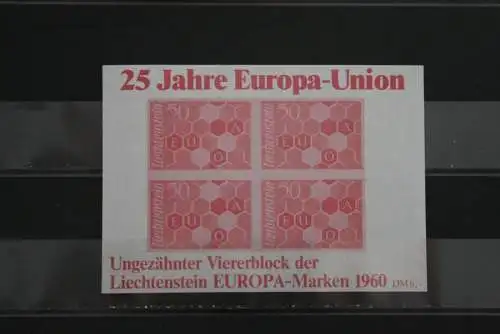 25 Jahre Europa-Union
50 50
Liechtenstein Liechtenstein
EUROPA EUROPA
50 50
Liechtenstein Liechtenstein
EUROPA EUROPA
Ungezähnter Viererblock der
Liechtenstein EUROPA-Marken 1960